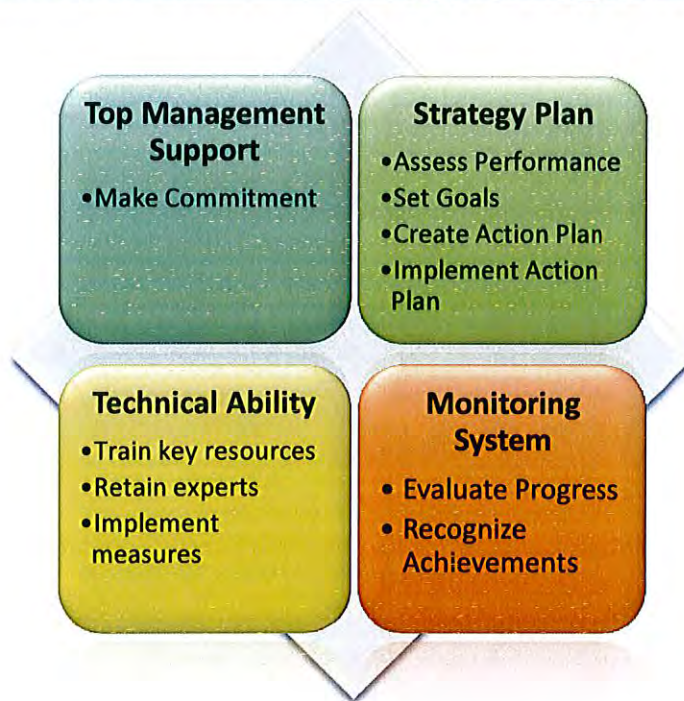 Top Management
Support
•Make Commitment
Strategy Plan
•Assess Performance
•Set Goals
•Create Action Plan
•Implement Action
Plan
Technical Ability
•Train key resources
•Retain experts
•Implement
measures
Monitoring
System
• Evaluate Progress
• Recognize
Achievements